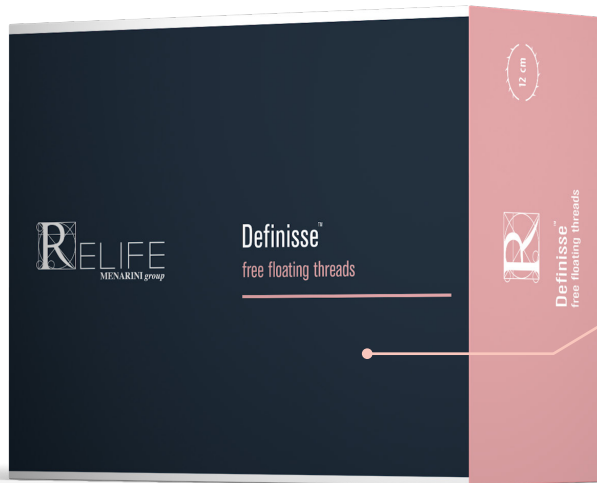 RELIFE
MENARINI group
Definisse™
free floating threads
12 cm
R
Definisse™
free floating threads